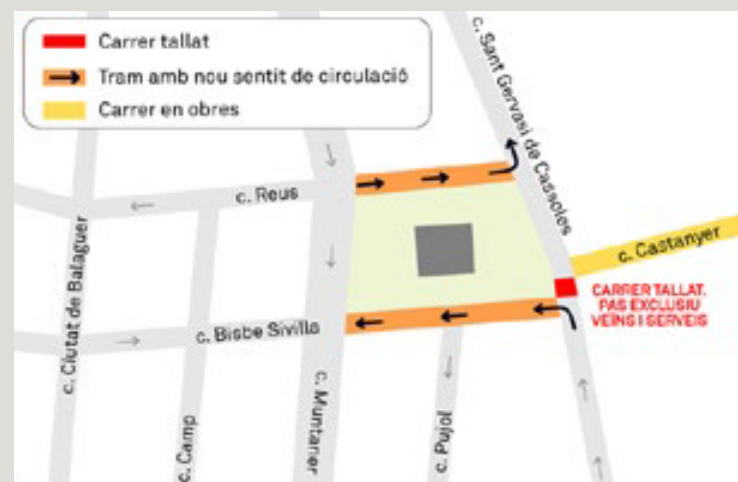 Carrer tallat
Tram amb nou sentit de circulació
Carrer en obres
c. Sant Gervasi de Cassoles
c. Reus
c. Castanyer
CARRER TALLAT.
PAS EXCLUSIU
VEÏNS I SERVEIS
c. Ciutat de Balaguer
c. Bisbe Sivilla
c. Camp
c. Muntaner
c. Pujol